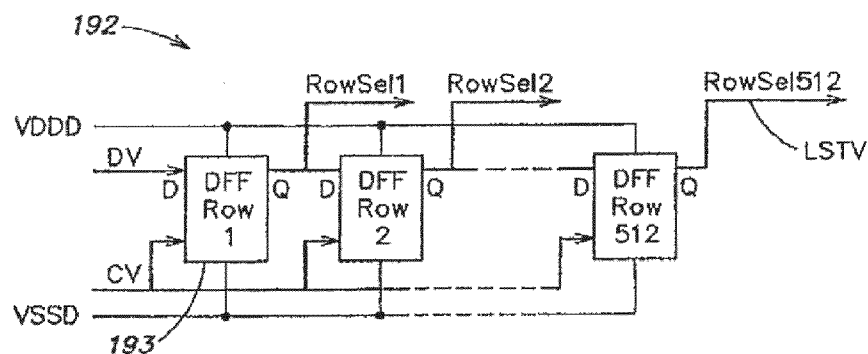 192
RowSel1
RowSel2
RowSel512
VDDD
LSTV
DV
D
DFF
Row
1
Q
D
DFF
Row
2
Q
D
DFF
Row
512
Q
CV
VSSD
193